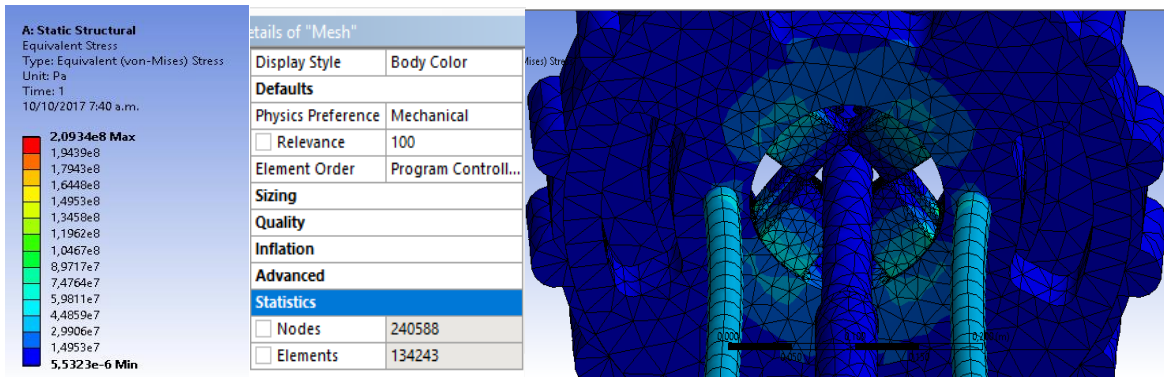 A: Static Structural
Equivalent Stress
Type: Equivalent (von-Mises) Stress
Unit: Pa
Time: 1
10/10/2017 7:40 a.m.
2,0934e8 Max
1,9439e8
1,7943e8
1,6448e8
1,4953e8
1,3458e8
1,1962e8
1,0467e8
8,9717e7
7,4764e7
5,9811e7
4,4859e7
2,9906e7
1,4953e7
5,5323e-6 Min
etails of "Mesh"
Display Style Body Color
Defaults
Physics Preference Mechanical
Relevance 100
Element Order Program Controll...
Sizing
Quality
Inflation
Advanced
Statistics
Nodes 240588
Elements 134243
Mises) Stre
0,000